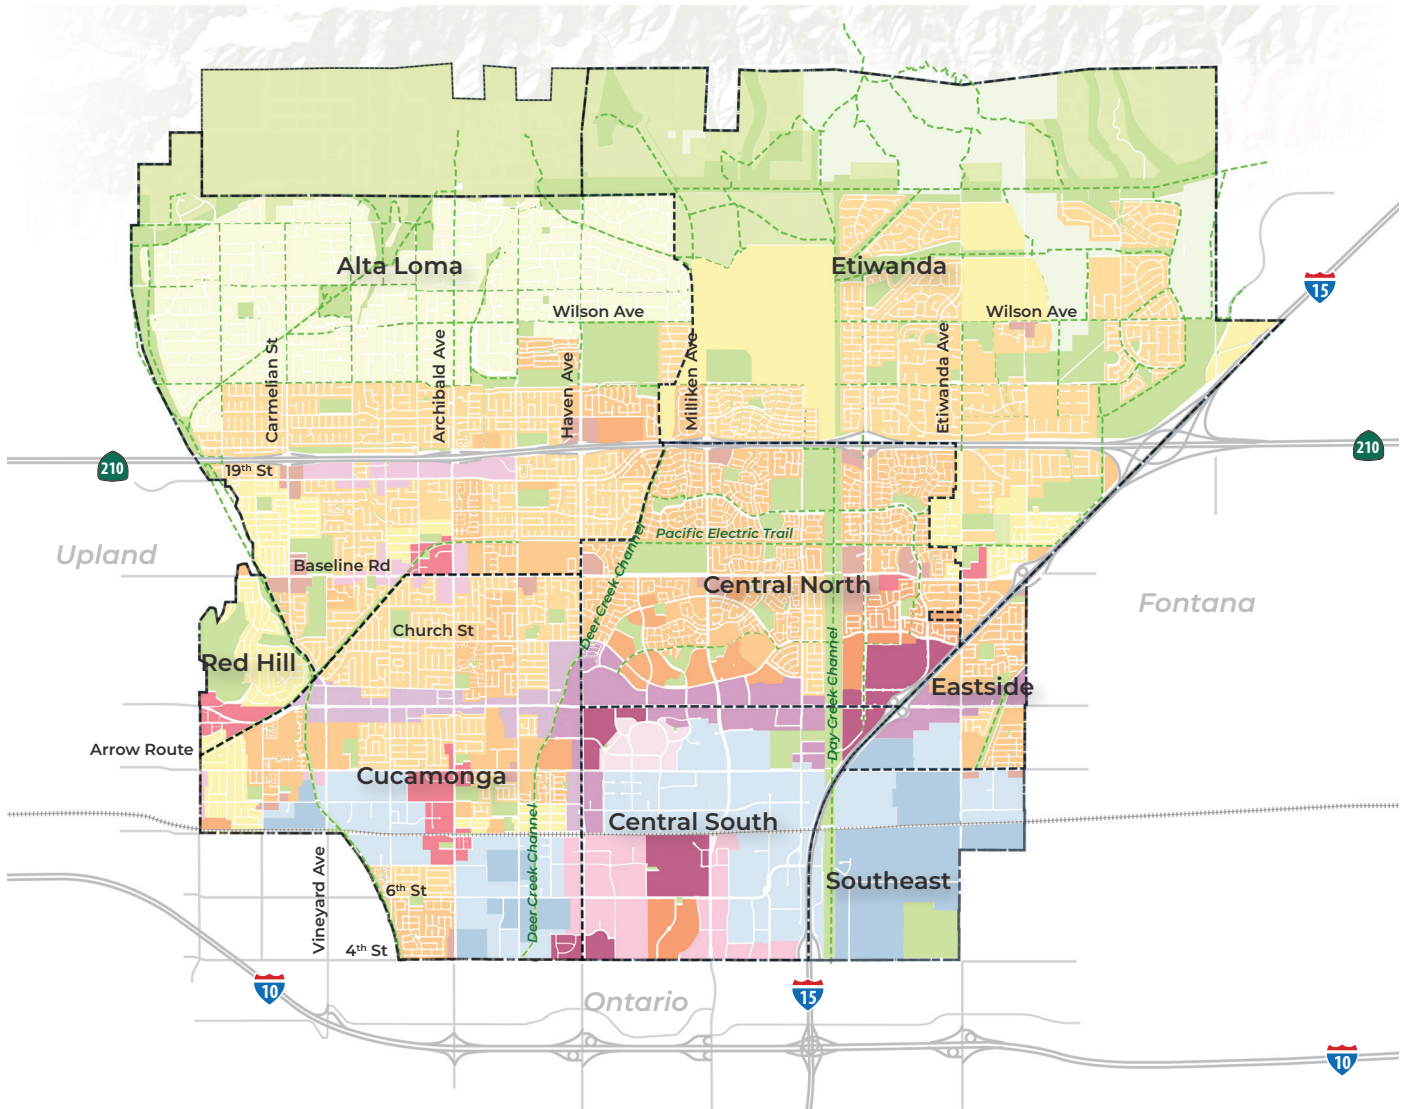 Alta Loma
Etiwanda
15
Wilson Ave
Wilson Ave
Carmelian St
Archibald Ave
Haven Ave
Milliken Ave
Etiwanda Ave
210
19th St
210
Upland
Pacific Electric Trail
Baseline Rd
Deer Creek Channel
Central North
Fontana
Church St
Red Hill
Day Creek Channel
Eastside
Arrow Route
Cucamonga
Central South
Deer Creek Channel
Vineyard Ave
6th St
Southeast
4th St
10
15
Ontario
10